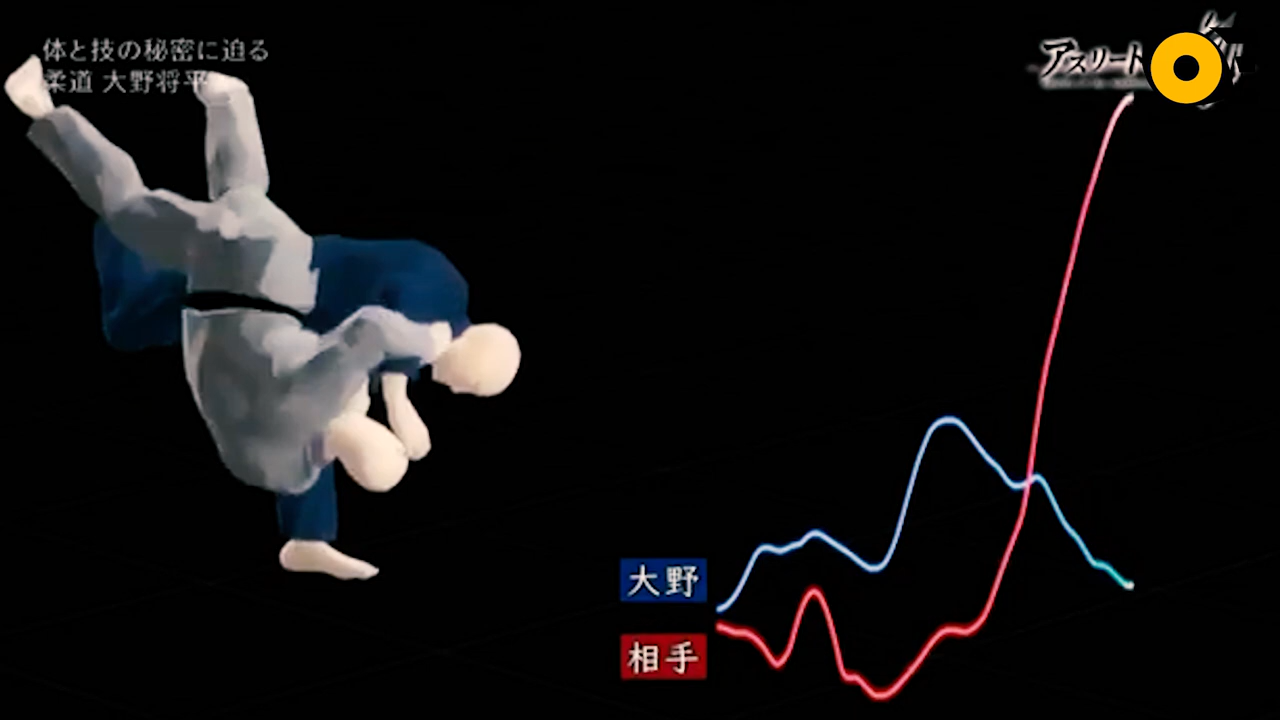 体と技の秘密に迫る
柔道 大野将平
アスリート
大野
相手